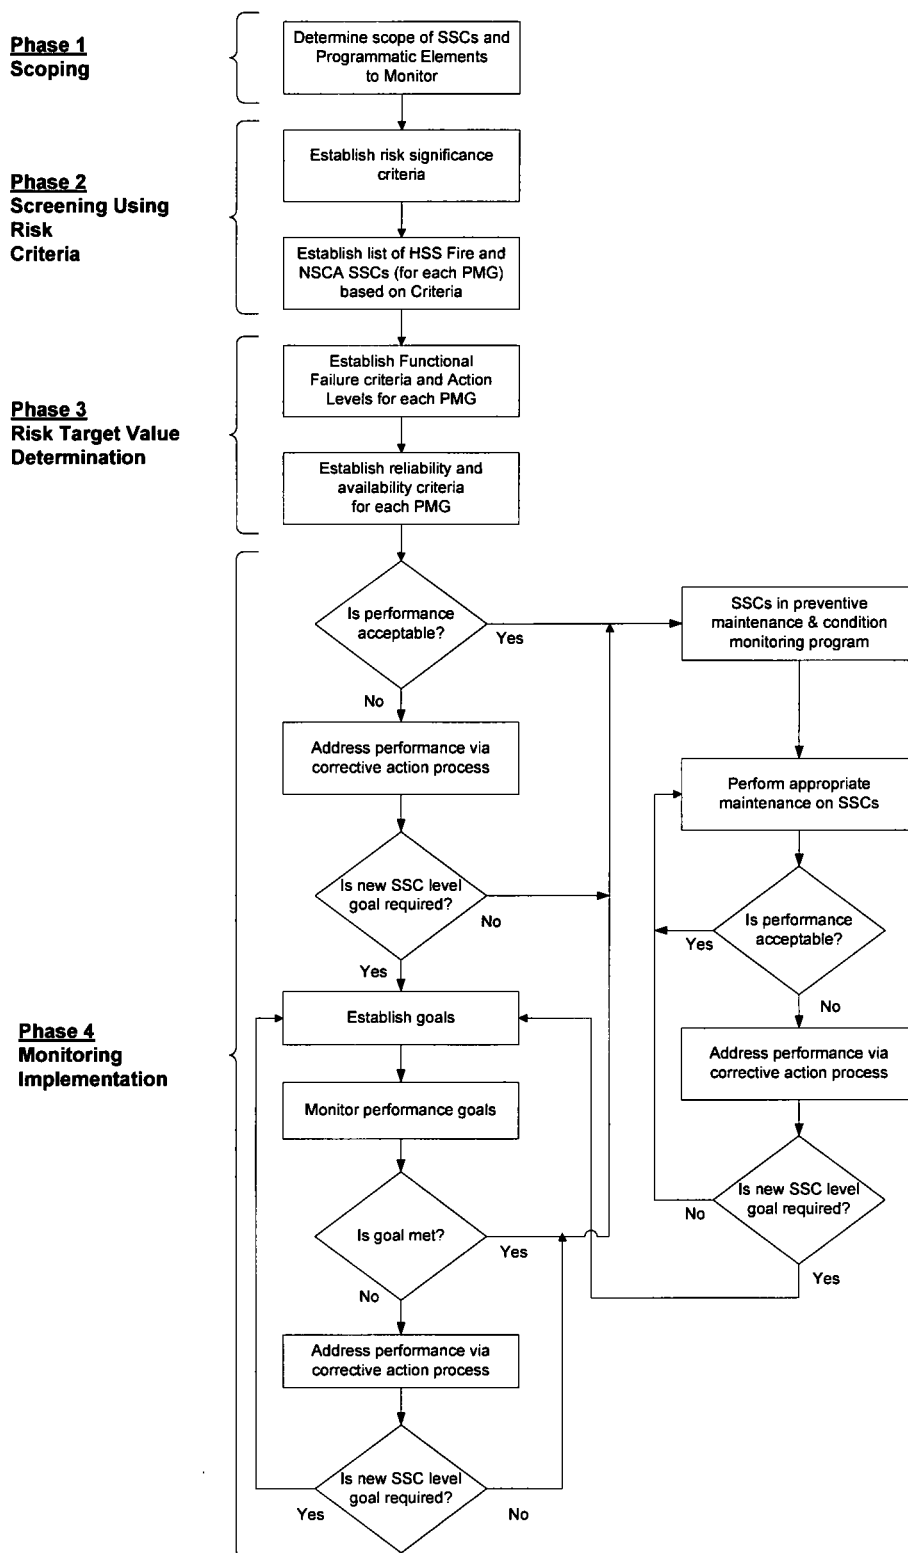 Phase 1
Scoping
Determine scope of SSCs and
Programmatic Elements
to Monitor
Phase 2
Screening Using
Risk
Criteria
Establish risk significance
criteria
Establish list of HSS Fire and
NSCA SSCs (for each PMG)
based on Criteria
Phase 3
Risk Target Value
Determination
Establish Functional
Failure criteria and Action
Levels for each PMG
Establish reliability and
availability criteria
for each PMG
Phase 4
Monitoring
Implementation
Is performance
acceptable?
Yes
No
Address performance via
corrective action process
Is new SSC level
goal required?
No
Yes
Establish goals
Monitor performance goals
Is goal met?
Yes
No
Address performance via
corrective action process
Is new SSC level
goal required?
Yes
No
SSCs in preventive
maintenance & condition
monitoring program
Perform appropriate
maintenance on SSCs
Is performance
acceptable?
Yes
No
Address performance via
corrective action process
Is new SSC level
goal required?
No
Yes